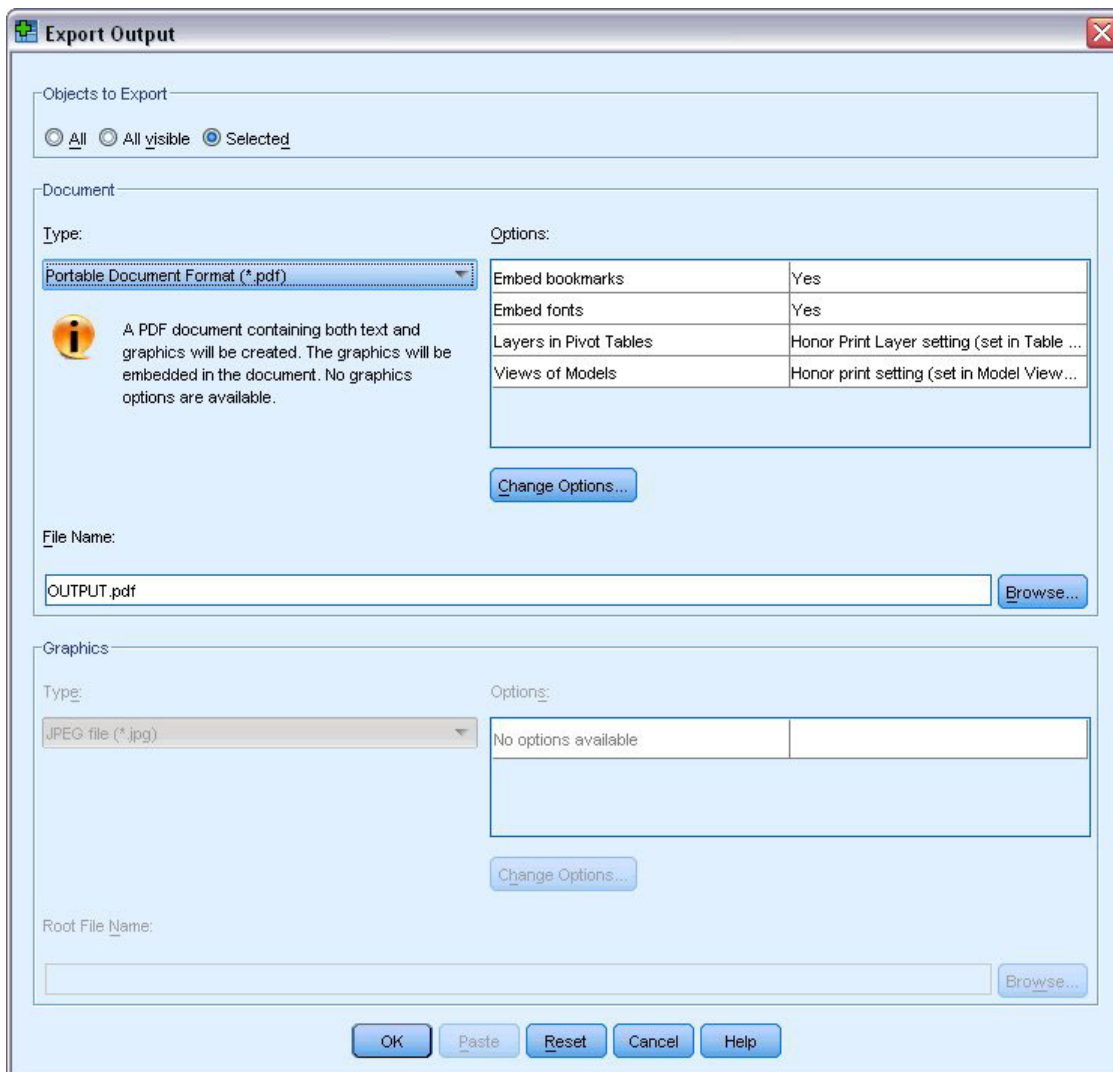 Export Output
Objects to Export
All All visible Selected
Document
Type:
Portable Document Format (*.pdf)
A PDF document containing both text and
graphics will be created. The graphics will be
embedded in the document. No graphics
options are available.
Options:
Embed bookmarks Yes
Embed fonts Yes
Layers in Pivot Tables Honor Print Layer setting (set in Table ...
Views of Models Honor print setting (set in Model View...
Change Options...
File Name:
OUTPUT.pdf
Browse...
Graphics
Type:
JPEG file (*.jpg)
Options:
No options available
Change Options...
Root File Name:
Browse...
OK Paste Reset Cancel Help